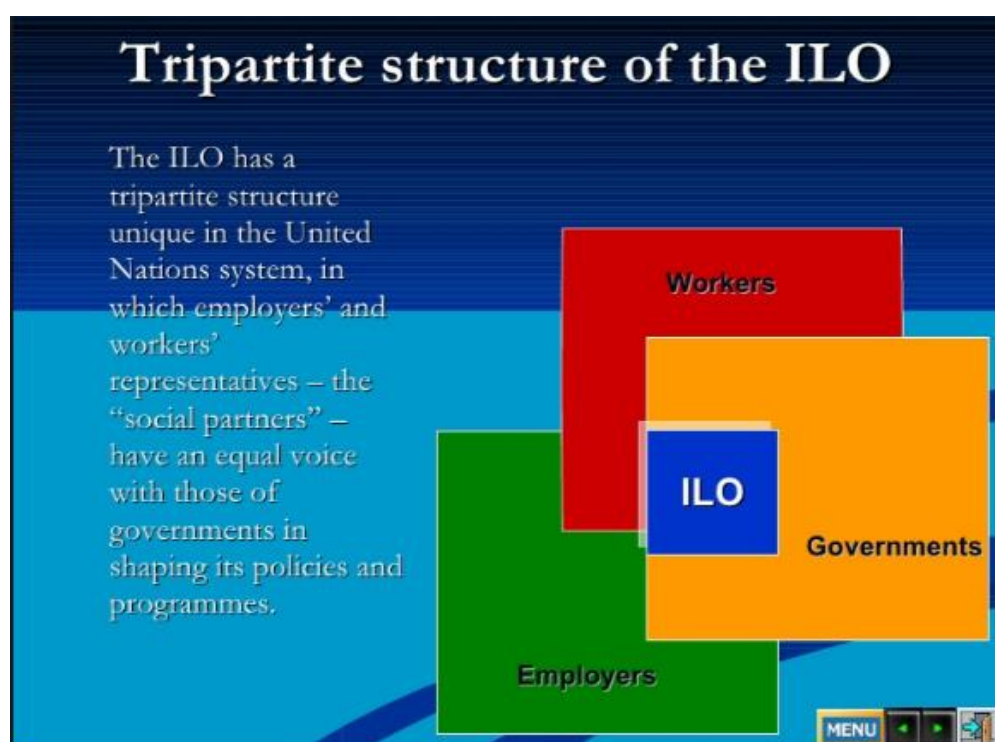 Tripartite structure of the ILO
The ILO has a
tripartite structure
unique in the United
Nations system, in
which employers’ and
workers’
representatives – the
“social partners” –
have an equal voice
with those of
governments in
shaping its policies and
programmes.
Workers
ILO
Governments
Employers
MENU